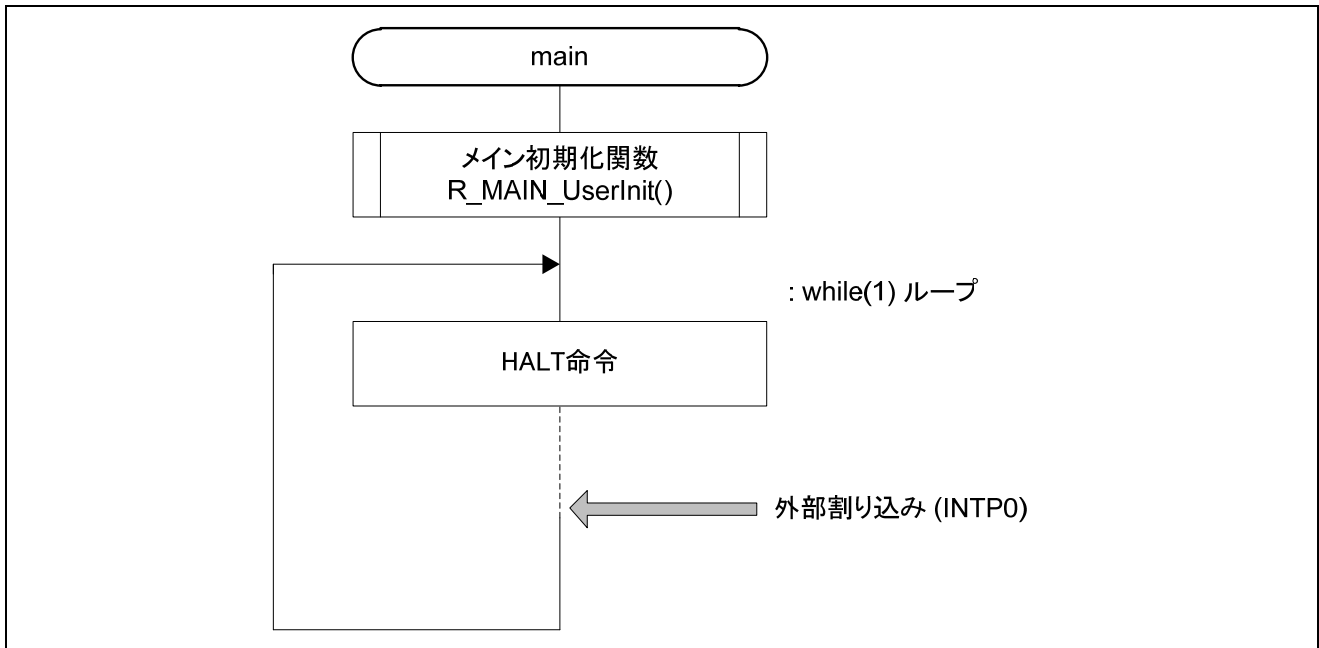 main
メイン初期化関数
R_MAIN_UserInit()
: while(1) ループ
HALT命令
外部割り込み (INTP0)